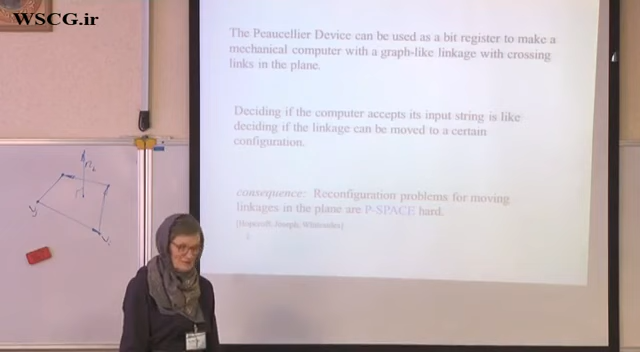 WSCG.ir
The Peaucellier Device can be used as a bit register to make a
mechanical computer with a graph-like linkage with crossing
links in the plane.
Deciding if the computer accepts its input string is like
deciding if the linkage can be moved to a certain
configuration.
consequence: Reconfiguration problems for moving
linkages in the plane are P-SPACE hard.
[Hopcroft, Joseph, Whitesides]